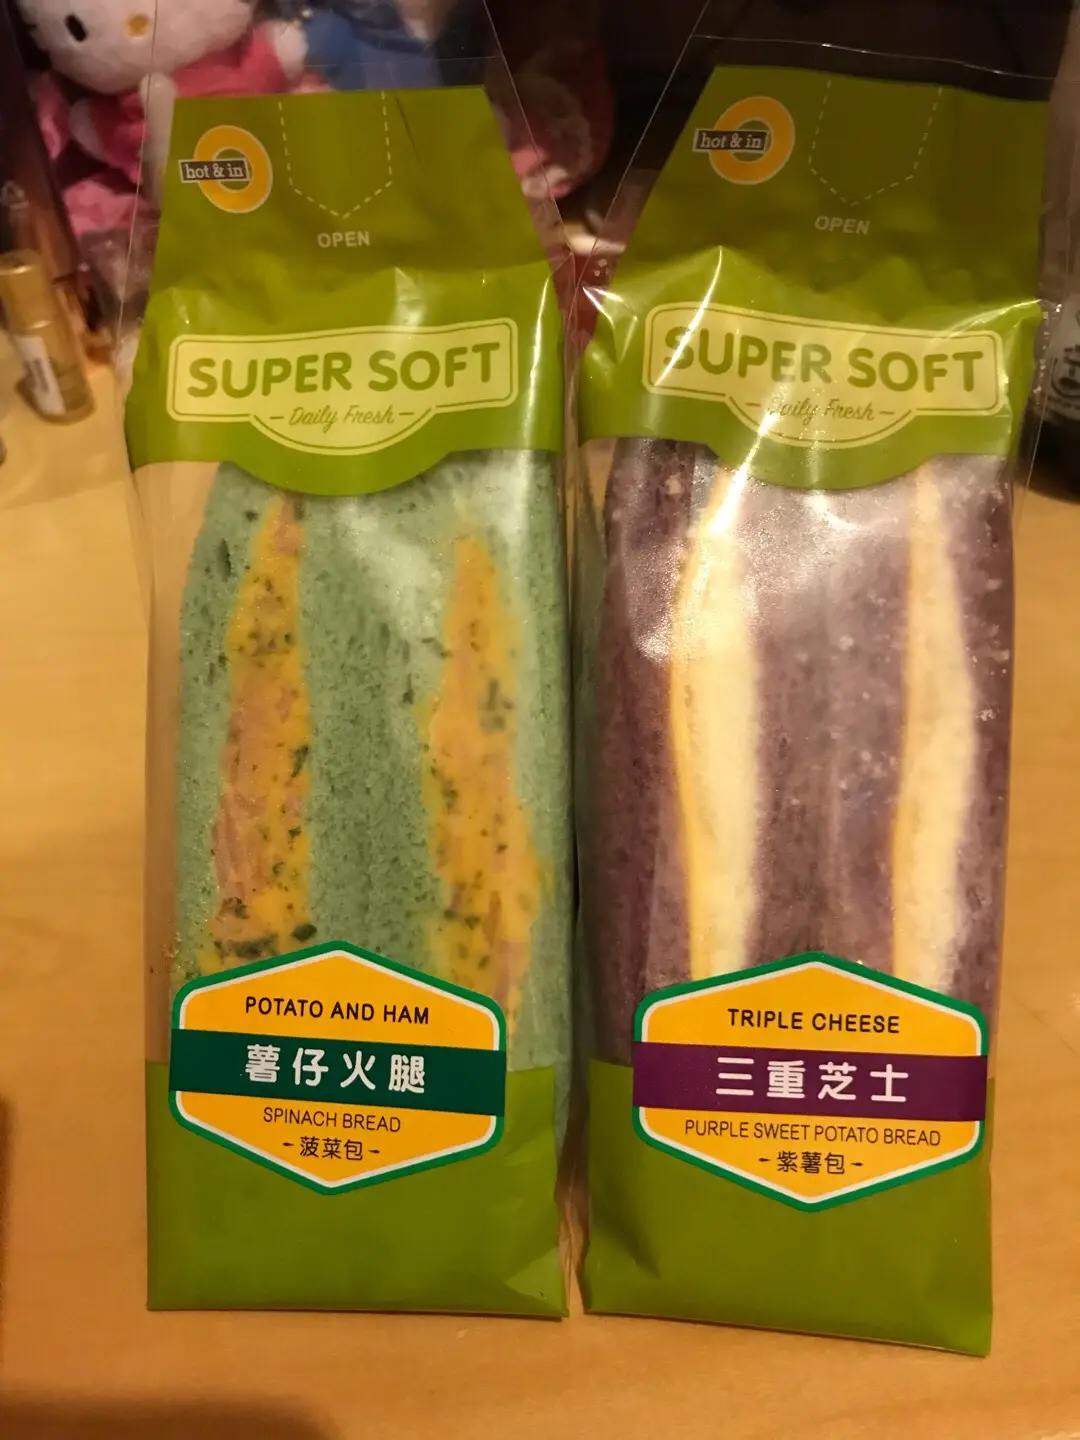 hot & in
OPEN
SUPER SOFT
Daily Fresh
POTATO AND HAM
薯仔火腿
SPINACH BREAD
-菠菜包-
hot & in
OPEN
SUPER SOFT
Daily Fresh
TRIPLE CHEESE
三重芝士
PURPLE SWEET POTATO BREAD
-紫薯包-